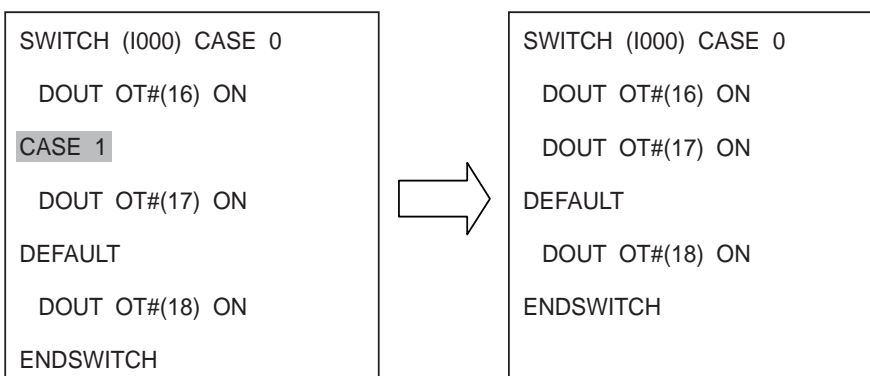 SWITCH (I000) CASE 0
DOUT OT#(16) ON
CASE 1
DOUT OT#(17) ON
DEFAULT
DOUT OT#(18) ON
ENDSWITCH
SWITCH (I000) CASE 0
DOUT OT#(16) ON
DOUT OT#(17) ON
DEFAULT
DOUT OT#(18) ON
ENDSWITCH